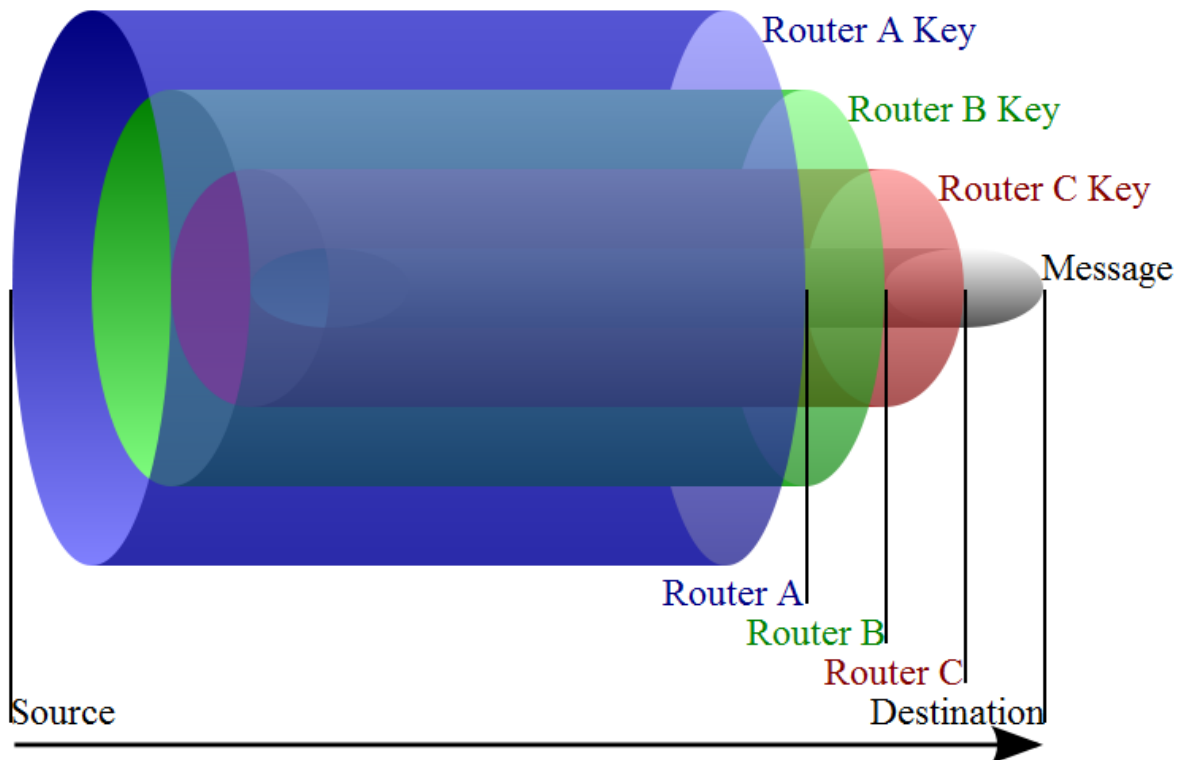 Router A Key
Router B Key
Router C Key
Message
Router A
Router B
Router C
Source
Destination